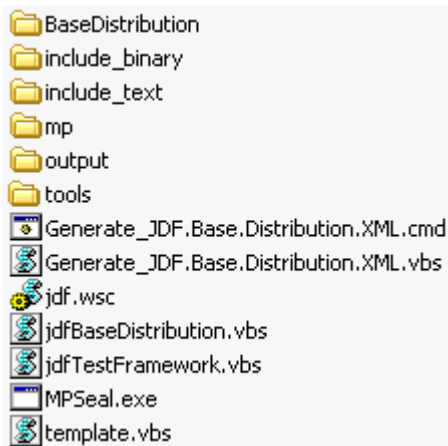 BaseDistribution
include_binary
include_text
mp
output
tools
Generate_JDF.Base.Distribution.XML.cmd
Generate_JDF.Base.Distribution.XML.vbs
jdf.wsc
jdfBaseDistribution.vbs
jdfTestFramework.vbs
MPSeal.exe
template.vbs